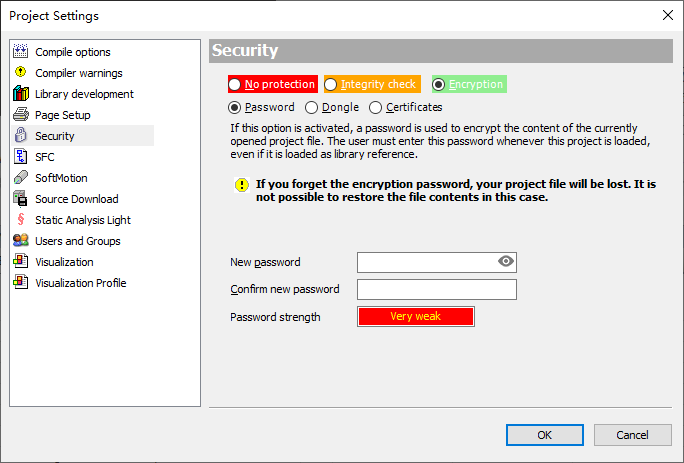 Project Settings
Compile options
Compiler warnings
Library development
Page Setup
Security
SFC
SoftMotion
Source Download
Static Analysis Light
Users and Groups
Visualization
Visualization Profile
Security
No protection Integrity check Encryption
Password Dongle Certificates
If this option is activated, a password is used to encrypt the content of the currently
opened project file. The user must enter this password whenever this project is loaded,
even if it is loaded as library reference.
If you forget the encryption password, your project file will be lost. It is
not possible to restore the file contents in this case.
New password
Confirm new password
Password strength Very weak
OK Cancel